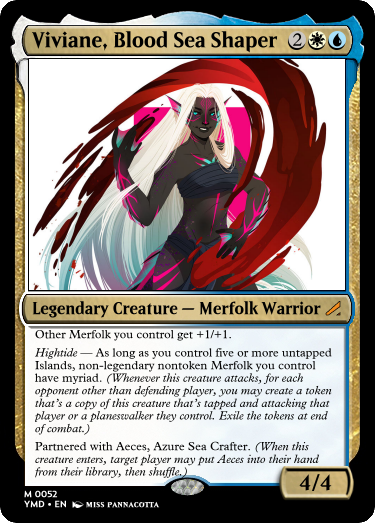 Viviane, Blood Sea Shaper 2
Legendary Creature — Merfolk Warrior
Other Merfolk you control get +1/+1.
Hightide — As long as you control five or more untapped
Islands, non-legendary nontoken Merfolk you control
have myriad. (Whenever this creature attacks, for each
opponent other than defending player, you may create a token
that's a copy of this creature that's tapped and attacking that
player or a planeswalker they control. Exile the tokens at end
of combat.)
Partnered with Aeces, Azure Sea Crafter. (When this
creature enters, target player may put Aeces into their hand
from their library, then shuffle.)
4/4
M 0052
YMD • EN MISS PANNACOTTA